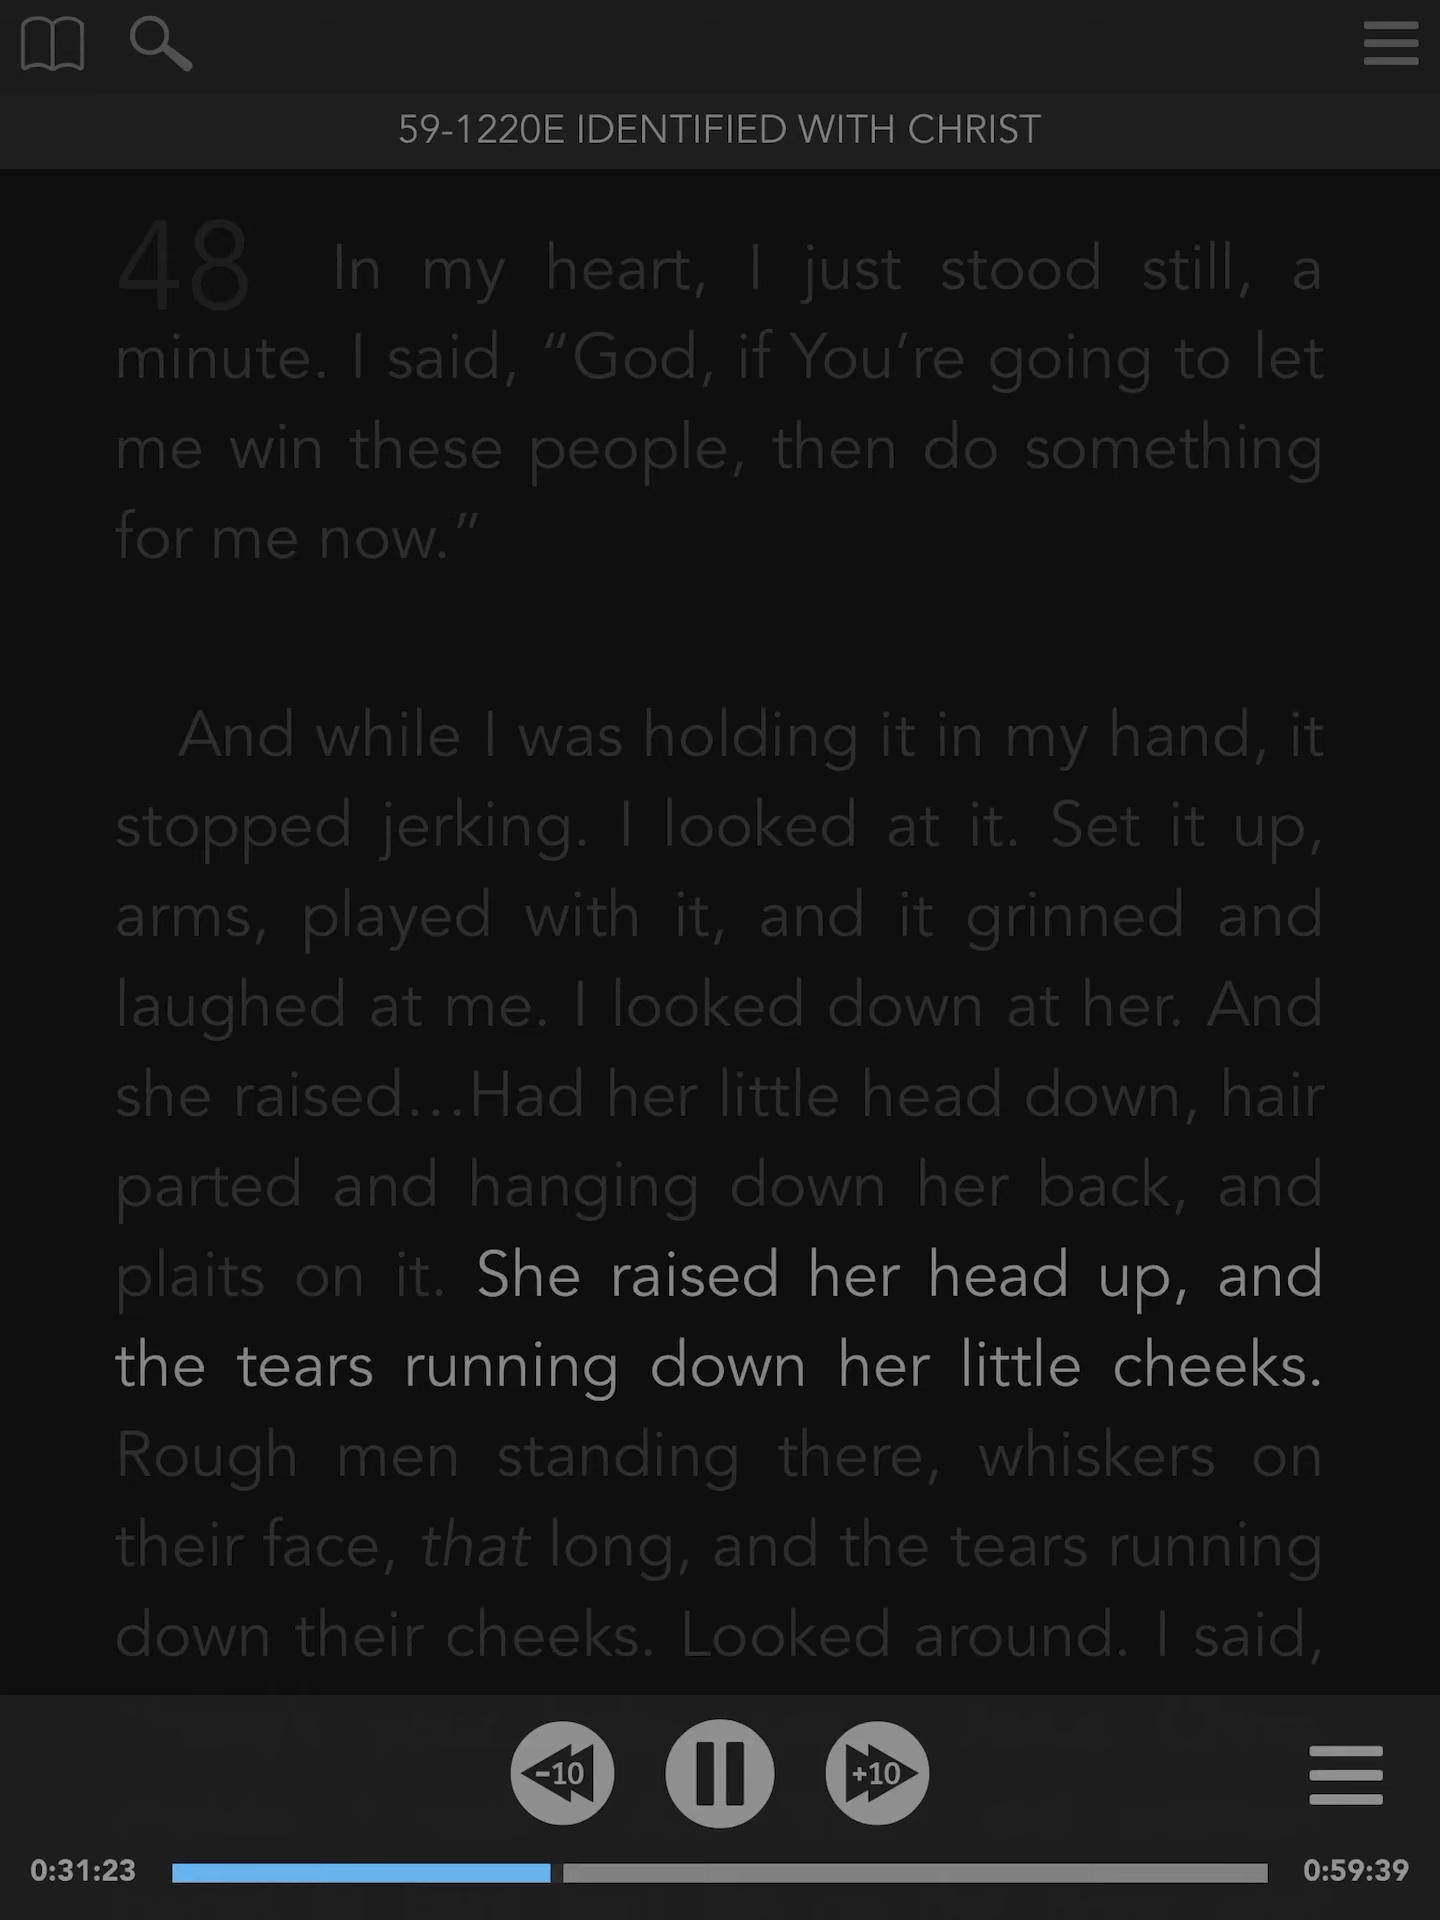 59-1220E IDENTIFIED WITH CHRIST
48 In my heart, I just stood still, a
minute. I said, “God, if You’re going to let
me win these people, then do something
for me now.”
And while I was holding it in my hand, it
stopped jerking. I looked at it. Set it up,
arms, played with it, and it grinned and
laughed at me. I looked down at her. And
she raised…Had her little head down, hair
parted and hanging down her back, and
plaits on it. She raised her head up, and
the tears running down her little cheeks.
Rough men standing there, whiskers on
their face, that long, and the tears running
down their cheeks. Looked around. I said,
-10 +10
0:31:23 0:59:39